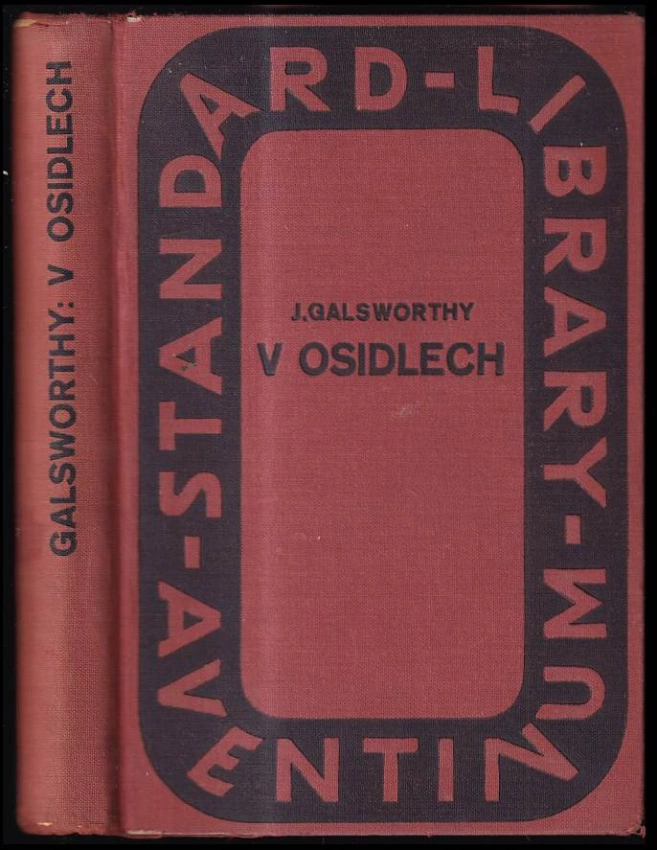 GALSWORTHY: V OSIDLECH
STANDARD-LIBRARY-
AVENTINUM
J.GALSWORTHY
V OSIDLECH